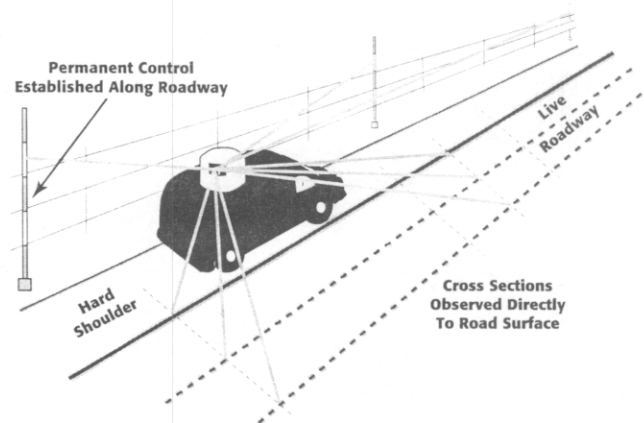 Permanent Control
Established Along Roadway
Live
Roadway
Hard
Shoulder
Cross Sections
Observed Directly
To Road Surface